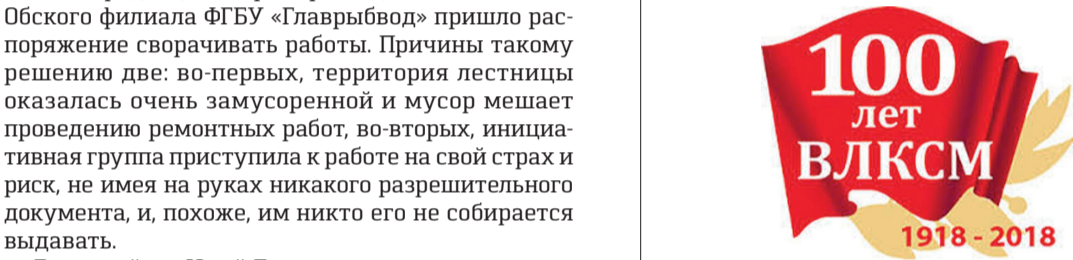 Обского филиала ФГБУ «Главрыбвод» пришло рас-
поряжение сворачивать работы. Причины такому
решению две: во-первых, территория лестницы
оказалась очень замусоренной и мусор мешает
проведению ремонтных работ, во-вторых, инициа-
тивная группа приступила к работе на свой страх и
риск, не имея на руках никакого разрешительного
документа, и, похоже, им никто его не собирается
выдавать.
100
лет
ВЛКСМ
1918 - 2018